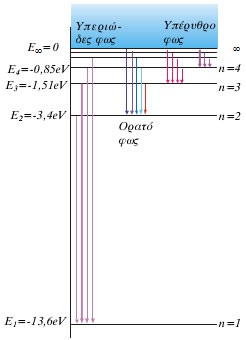 Υπεριώ-
δες φως
Υπέρυθρο
φως
E∞=0
∞
E₄=-0,85eV
n=4
E₃=-1,51eV
n=3
E₂=-3,4eV
n=2
Ορατό
φως
E₁=-13,6eV
n=1